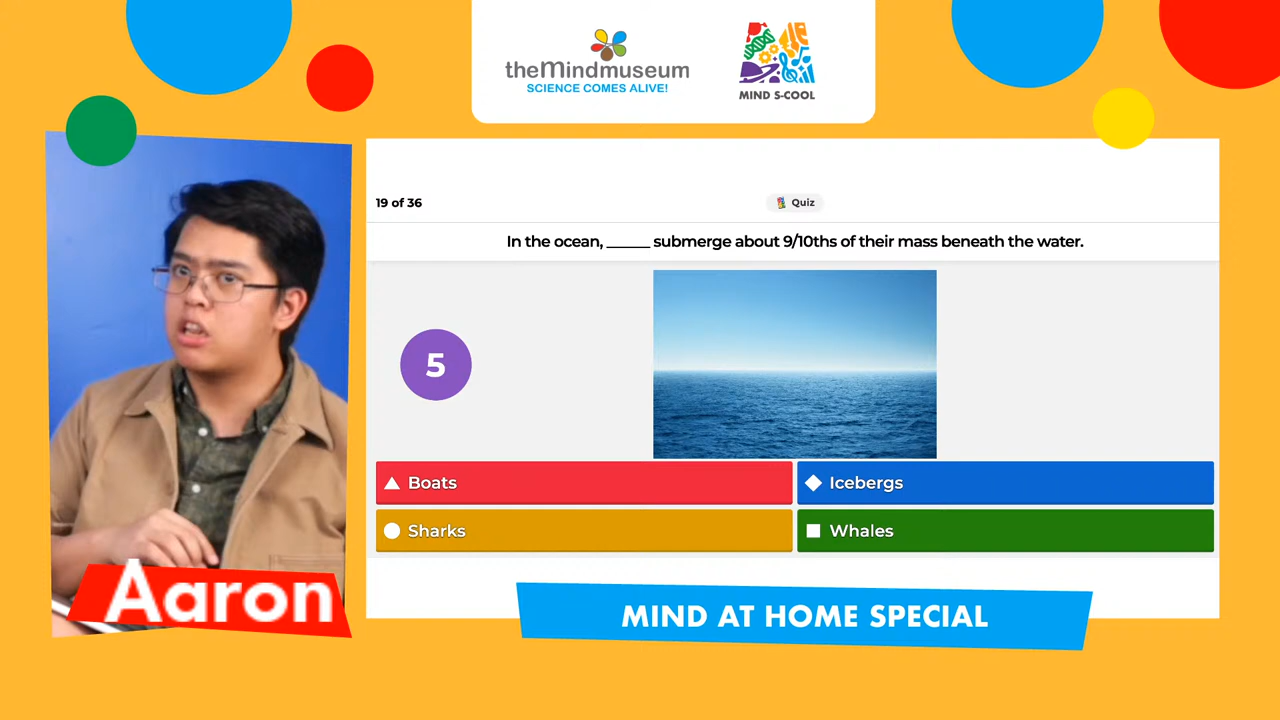 theMindmuseum
SCIENCE COMES ALIVE!
MIND S-COOL
19 of 36
Quiz
In the ocean, _____ submerge about 9/10ths of their mass beneath the water.
5
Boats
Icebergs
Sharks
Whales
Aaron
MIND AT HOME SPECIAL